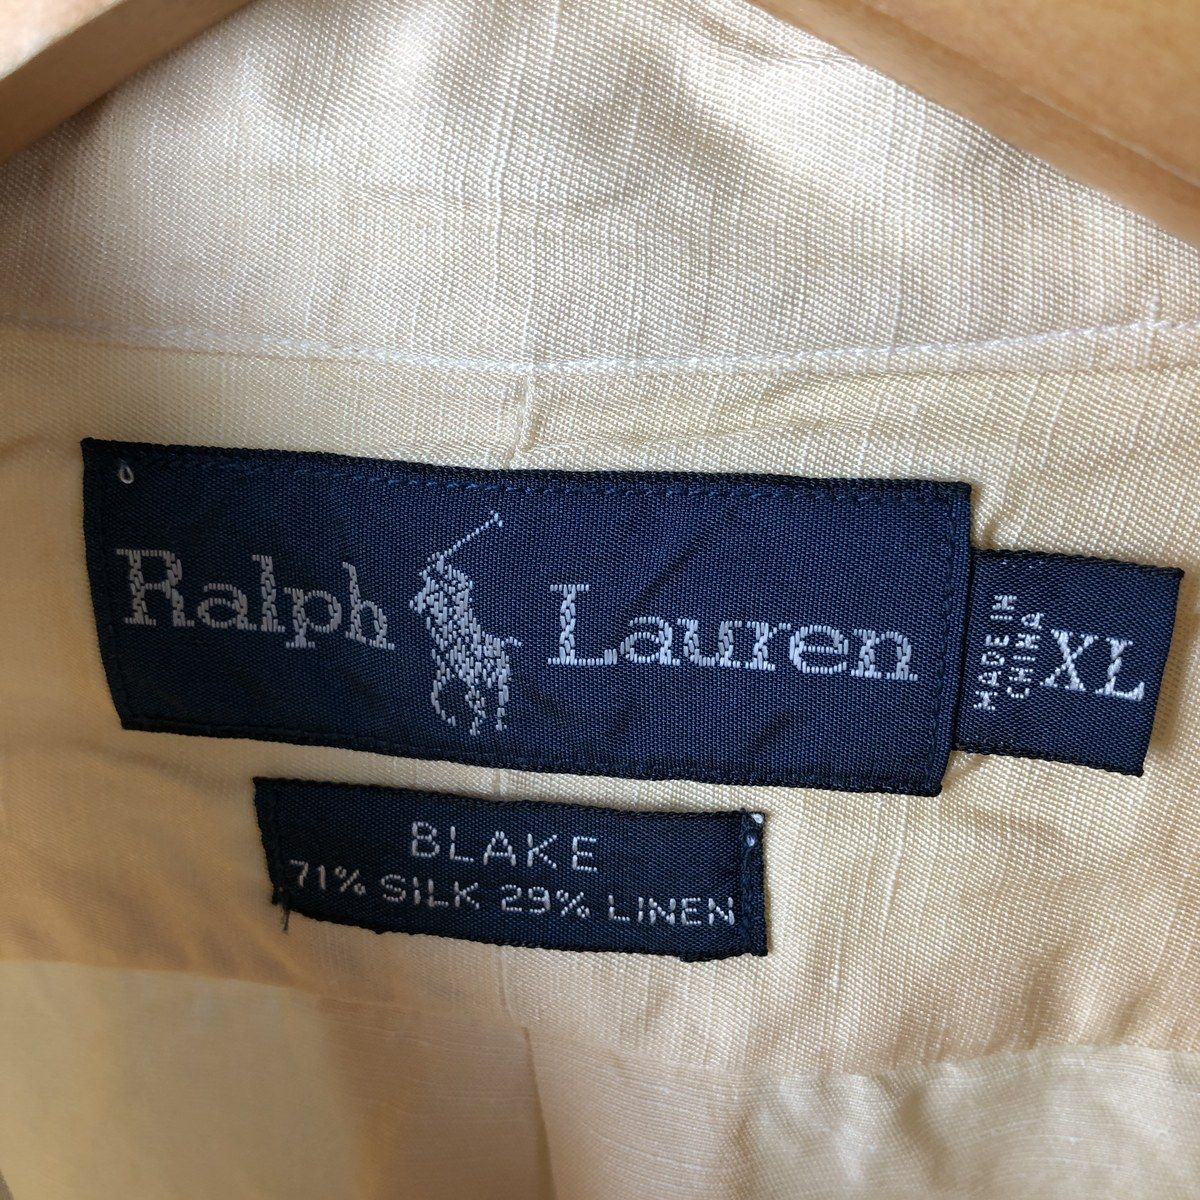 Ralph Lauren
MADE IN
CHINA
XL
BLAKE
71% SILK 29% LINEN